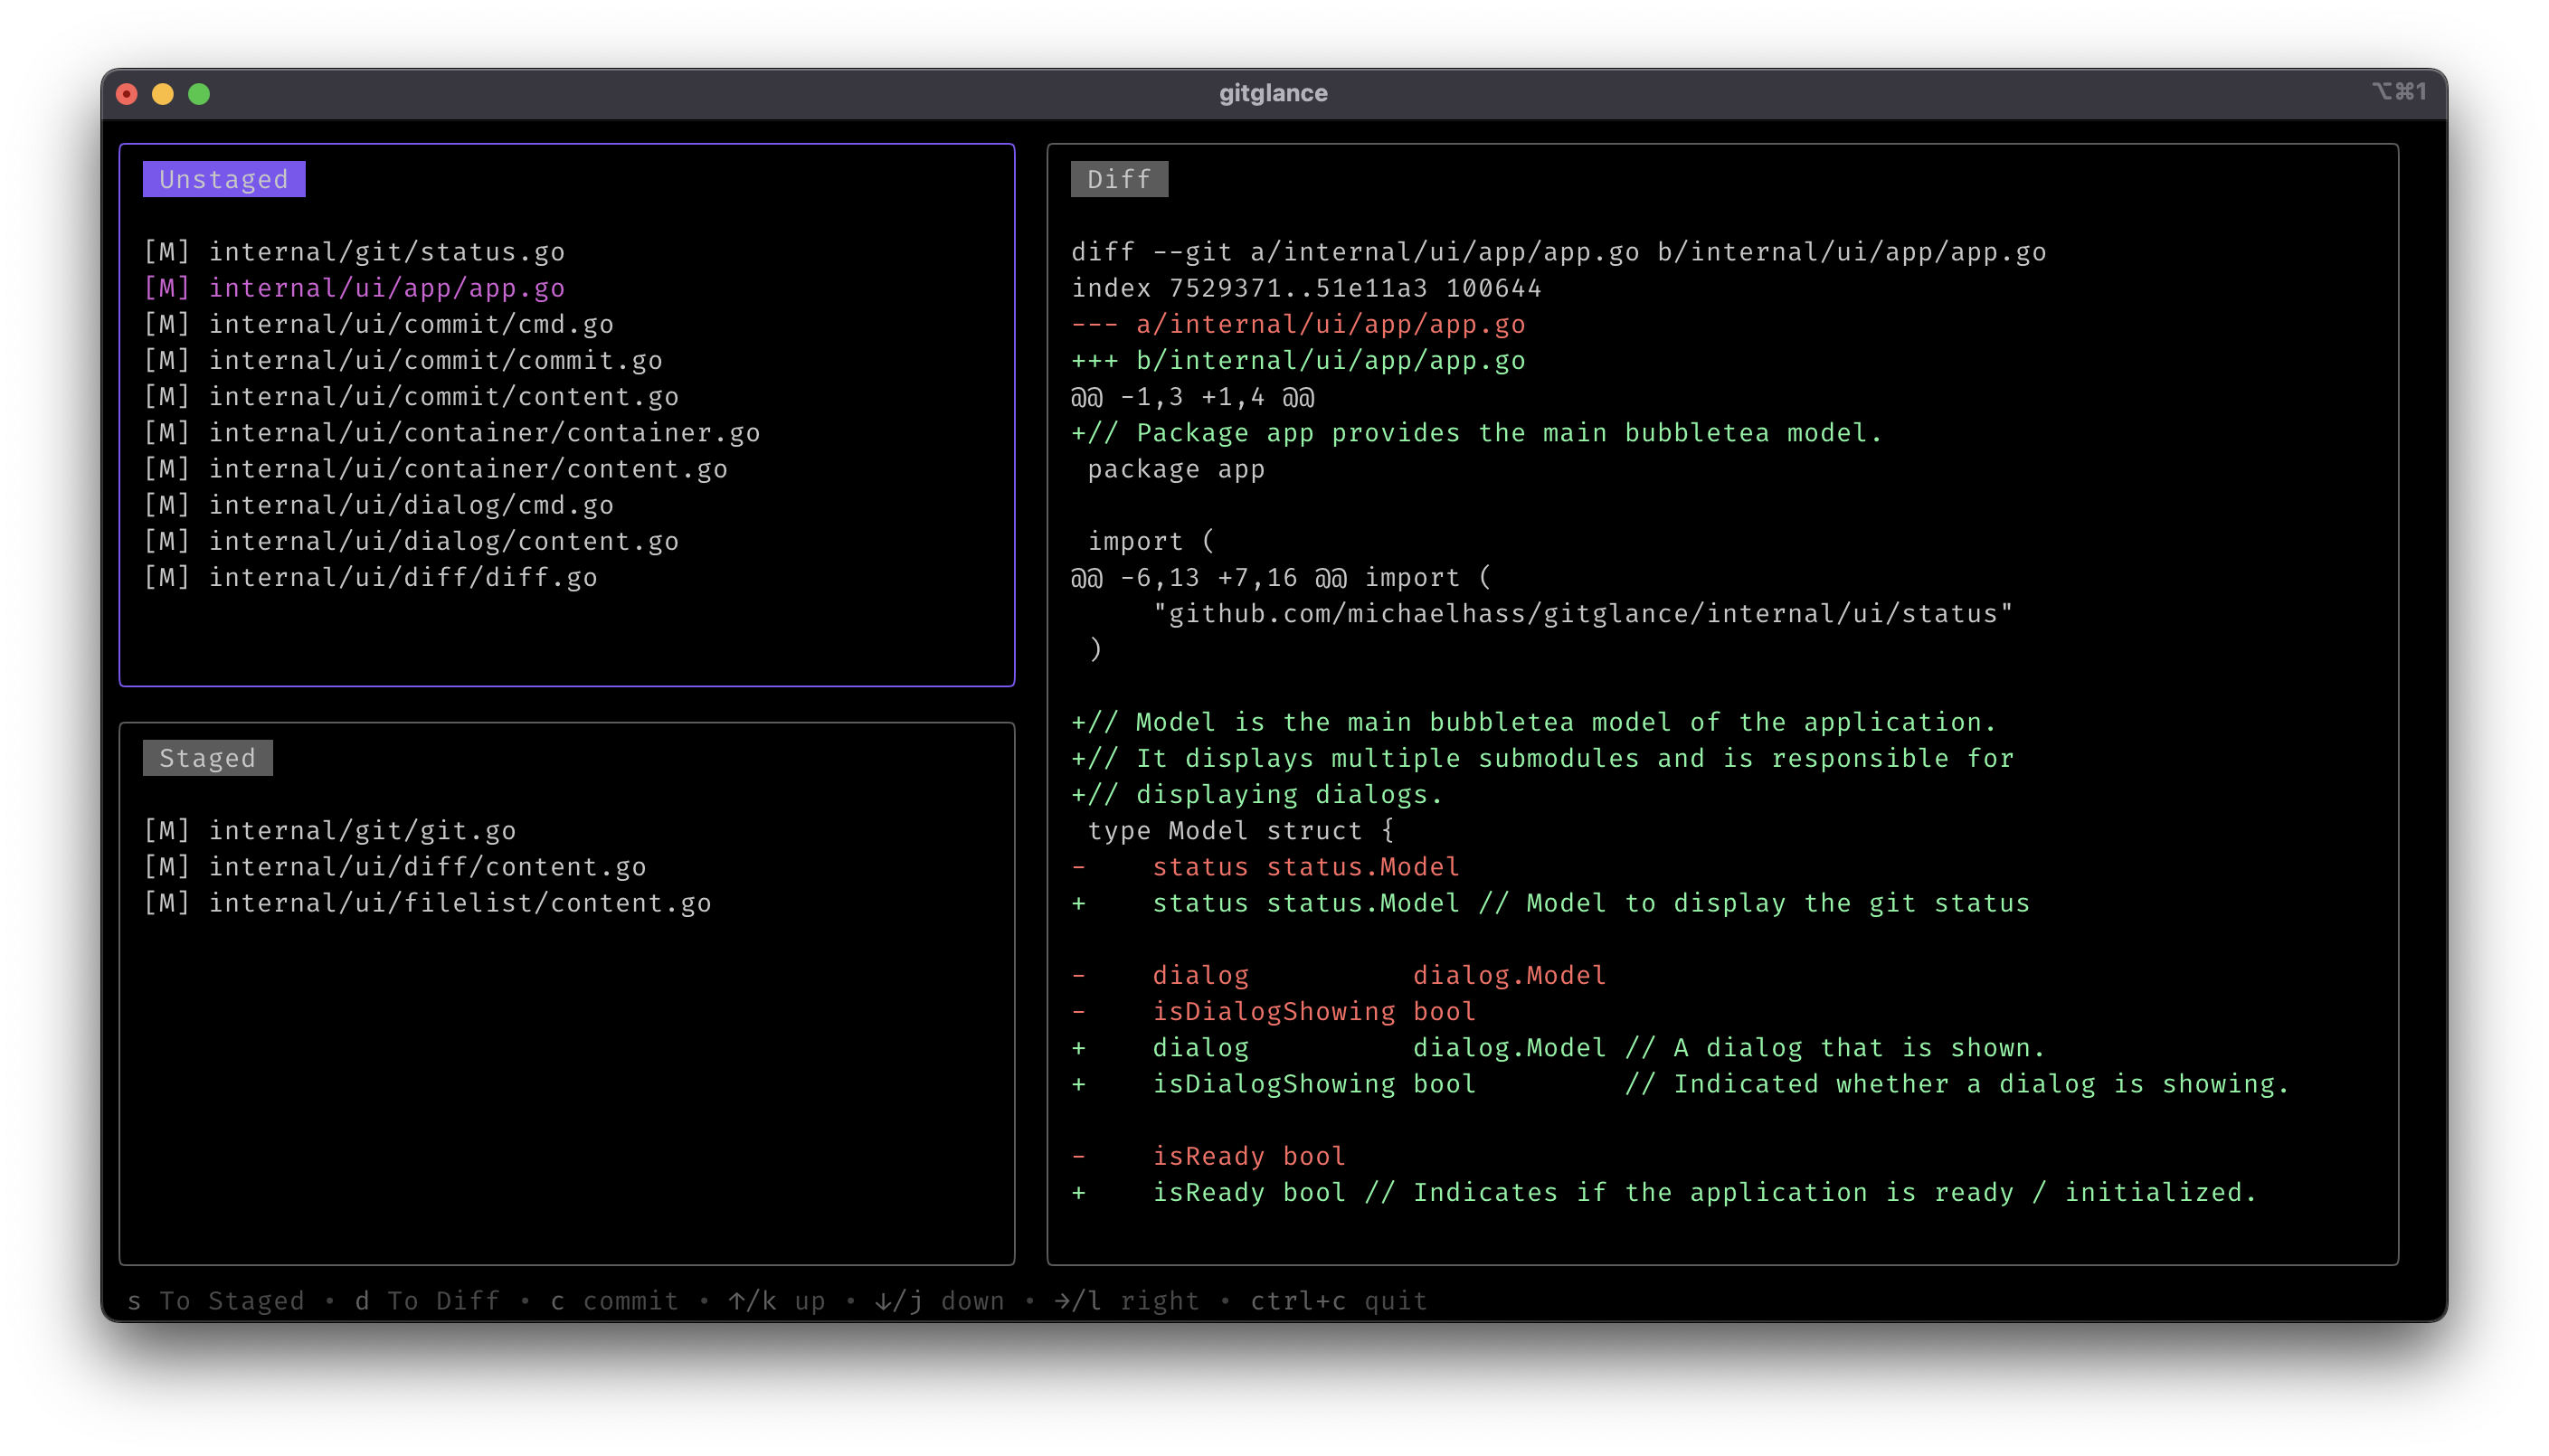 gitglance
⌥⌘1
Unstaged
[M] internal/git/status.go
[M] internal/ui/app/app.go
[M] internal/ui/commit/cmd.go
[M] internal/ui/commit/commit.go
[M] internal/ui/commit/content.go
[M] internal/ui/container/container.go
[M] internal/ui/container/content.go
[M] internal/ui/dialog/cmd.go
[M] internal/ui/dialog/content.go
[M] internal/ui/diff/diff.go
Staged
[M] internal/git/git.go
[M] internal/ui/diff/content.go
[M] internal/ui/filelist/content.go
Diff
diff --git a/internal/ui/app/app.go b/internal/ui/app/app.go
index 7529371..51e11a3 100644
--- a/internal/ui/app/app.go
+++ b/internal/ui/app/app.go
@@ -1,3 +1,4 @@
+// Package app provides the main bubbletea model.
 package app
 import (
@@ -6,13 +7,16 @@ import (
     "github.com/michaelhass/gitglance/internal/ui/status"
 )
+// Model is the main bubbletea model of the application.
+// It displays multiple submodules and is responsible for
+// displaying dialogs.
 type Model struct {
-    status status.Model
+    status status.Model // Model to display the git status
-    dialog          dialog.Model
-    isDialogShowing bool
+    dialog          dialog.Model // A dialog that is shown.
+    isDialogShowing bool         // Indicated whether a dialog is showing.
-    isReady bool
+    isReady bool // Indicates if the application is ready / initialized.
s To Staged • d To Diff • c commit • ↑/k up • ↓/j down • →/l right • ctrl+c quit